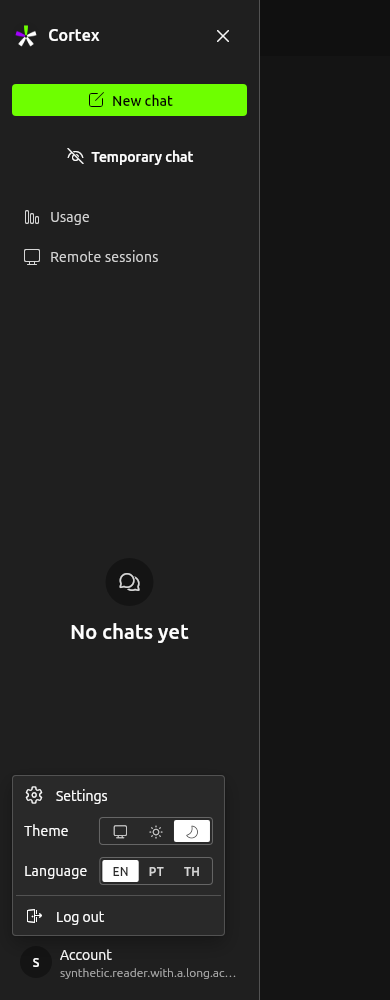 Cortex
New chat
Temporary chat
Usage
Remote sessions
No chats yet
Settings
Theme
Language EN PT TH
Log out
S
Account
synthetic.reader.with.a.long.ac…